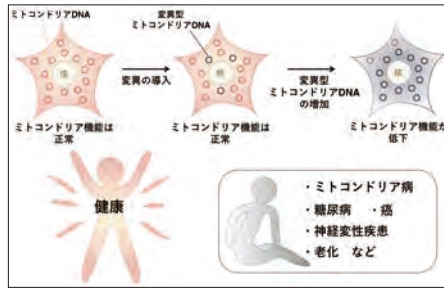 ミトコンドリアDNA
変異型
ミトコンドリアDNA
核
核
核
変異の導入
変異型
ミトコンドリアDNA
の増加
ミトコンドリア機能は
正常
ミトコンドリア機能は
正常
ミトコンドリア機能が
低下
健康
・ミトコンドリア病
・糖尿病 ・癌
・神経変性疾患
・老化 など